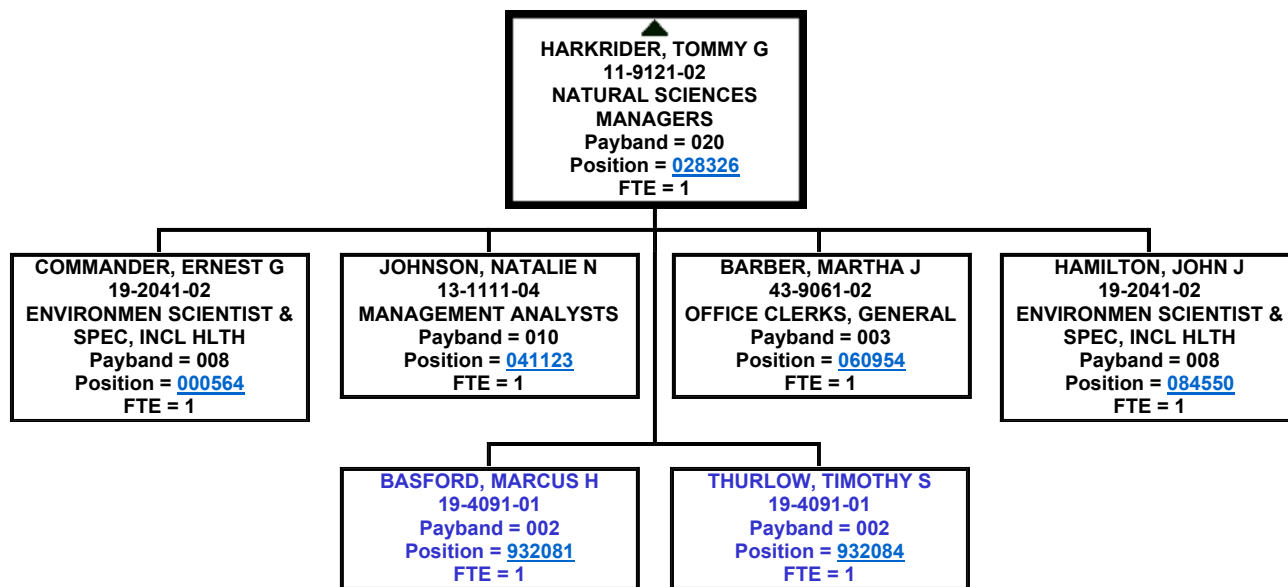 HARKRIDER, TOMMY G
11-9121-02
NATURAL SCIENCES
MANAGERS
Payband = 020
Position = 028326
FTE = 1
COMMANDER, ERNEST G
19-2041-02
ENVIRONMEN SCIENTIST &
SPEC, INCL HLTH
Payband = 008
Position = 000564
FTE = 1
JOHNSON, NATALIE N
13-1111-04
MANAGEMENT ANALYSTS
Payband = 010
Position = 041123
FTE = 1
BARBER, MARTHA J
43-9061-02
OFFICE CLERKS, GENERAL
Payband = 003
Position = 060954
FTE = 1
HAMILTON, JOHN J
19-2041-02
ENVIRONMEN SCIENTIST &
SPEC, INCL HLTH
Payband = 008
Position = 084550
FTE = 1
BASFORD, MARCUS H
19-4091-01
Payband = 002
Position = 932081
FTE = 1
THURLOW, TIMOTHY S
19-4091-01
Payband = 002
Position = 932084
FTE = 1